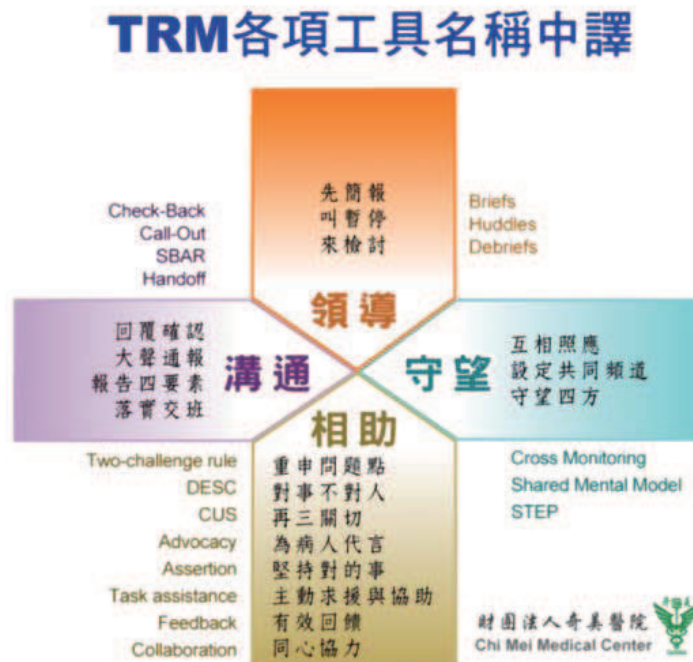 TRM各項工具名稱中譯
先簡報
叫暫停
來檢討
Briefs
Huddles
Debriefs
領導
Check-Back
Call-Out
SBAR
Handoff
回覆確認
大聲通報
報告四要素
落實交班
溝通
守望
互相照應
設定共同頻道
守望四方
Cross Monitoring
Shared Mental Model
STEP
相助
Two-challenge rule
DESC
CUS
Advocacy
Assertion
Task assistance
Feedback
Collaboration
重申問題點
對事不對人
再三關切
為病人代言
堅持對的事
主動求援與協助
有效回饋
同心協力
財團法人奇美醫院
Chi Mei Medical Center